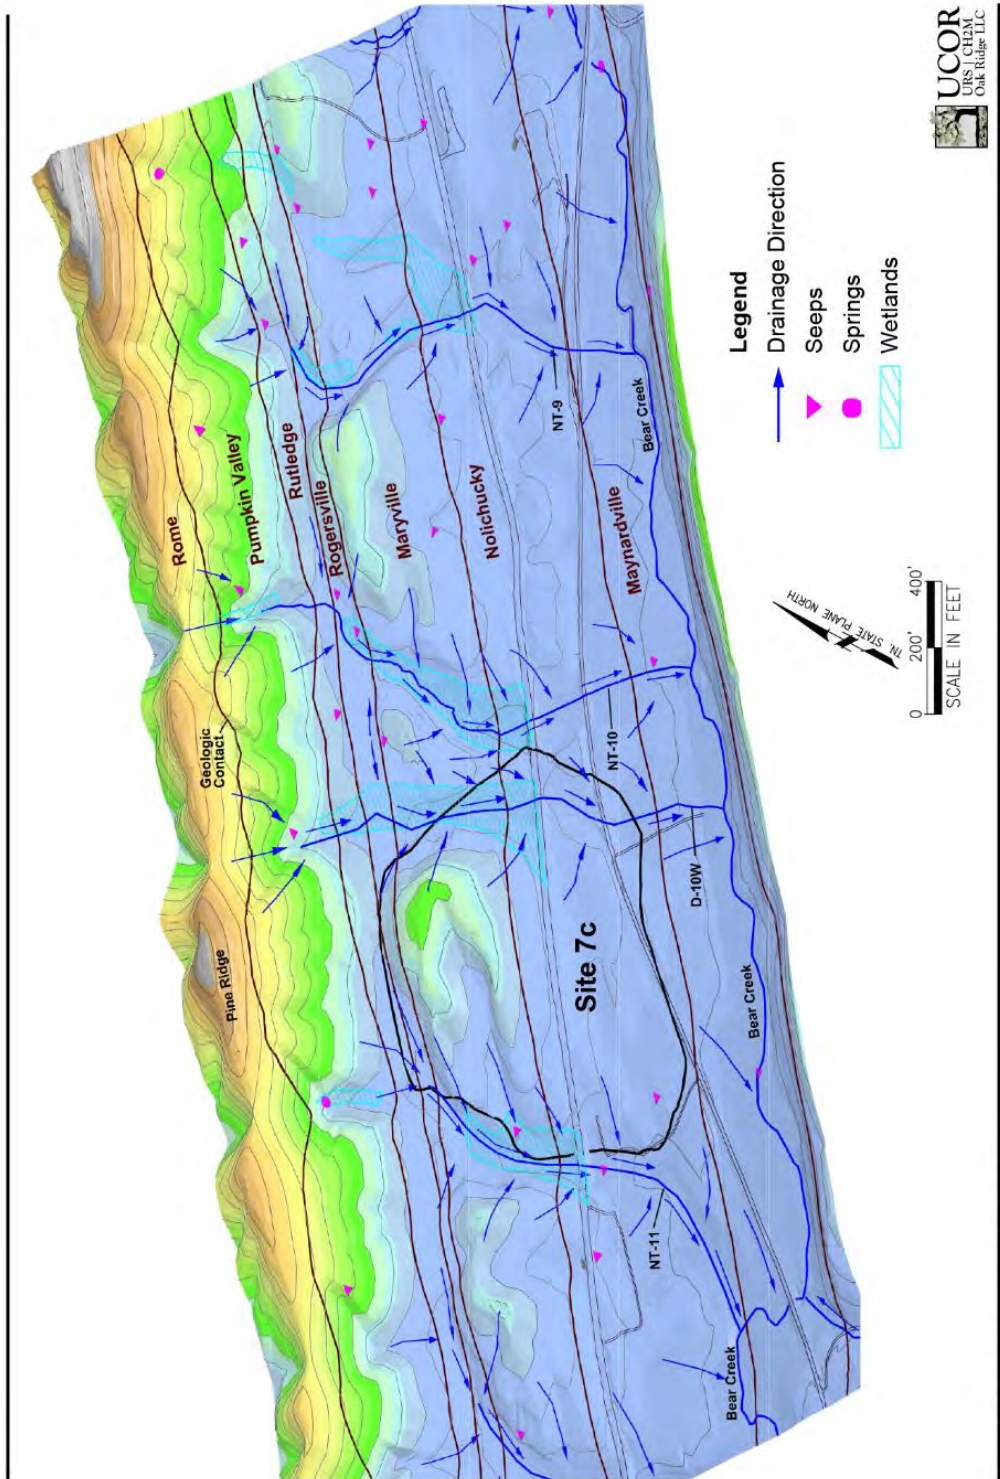 UCOR
URS | CH2M
Oak Ridge LLC
Rome
Pumpkin Valley
Rutledge
Rogersville
Maryville
Nolichucky
Maynardville
Geologic
Contact
Pine Ridge
Site 7c
NT-9
NT-10
D-10W
NT-11
Bear Creek
Bear Creek
Bear Creek
Legend
Drainage Direction
Seeps
Springs
Wetlands
TN. STATE PLANE NORTH
0 200' 400'
SCALE IN FEET